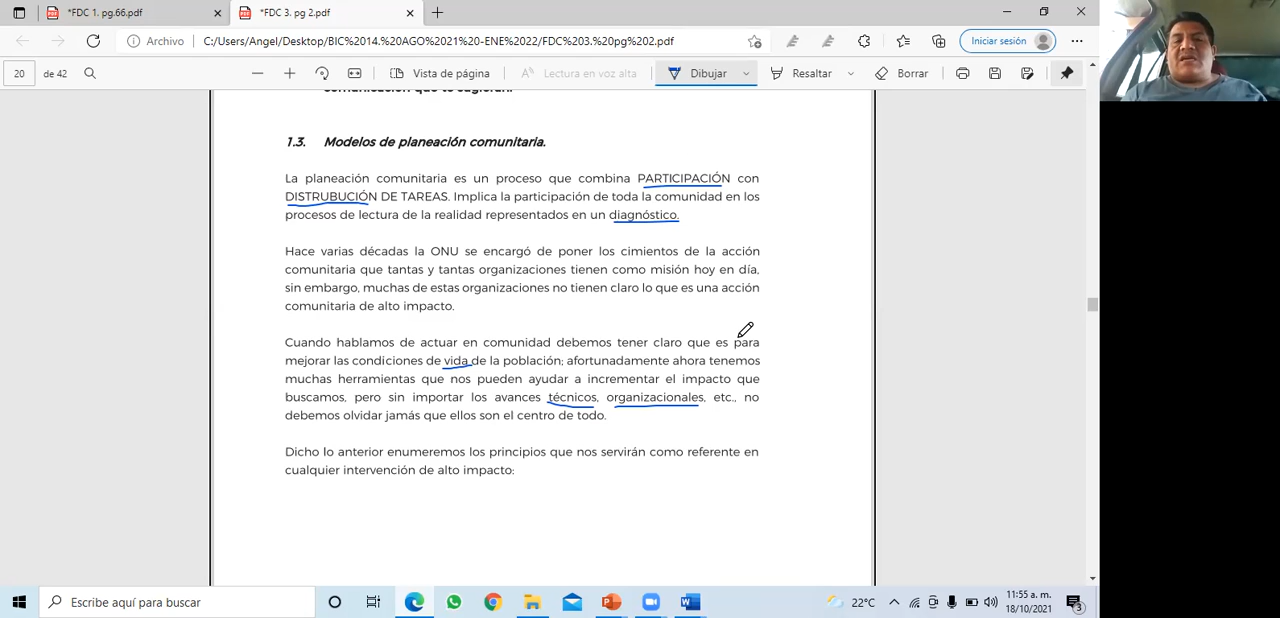 *FDC 1. pg.66.pdf
*FDC 3. pg 2.pdf
Archivo
C:/Users/Angel/Desktop/BIC%2014.%20AGO%2021%20-ENE%2022/FDC%203.%20pg%202.pdf
Iniciar sesión
20 de 42
Vista de página
Lectura en voz alta
Dibujar
Resaltar
Borrar
comunicación que te sugieran.
1.3. Modelos de planeación comunitaria.
La planeación comunitaria es un proceso que combina PARTICIPACIÓN con
DISTRUBUCIÓN DE TAREAS. Implica la participación de toda la comunidad en los
procesos de lectura de la realidad representados en un diagnóstico.
Hace varias décadas la ONU se encargó de poner los cimientos de la acción
comunitaria que tantas y tantas organizaciones tienen como misión hoy en día,
sin embargo, muchas de estas organizaciones no tienen claro lo que es una acción
comunitaria de alto impacto.
Cuando hablamos de actuar en comunidad debemos tener claro que es para
mejorar las condiciones de vida de la población; afortunadamente ahora tenemos
muchas herramientas que nos pueden ayudar a incrementar el impacto que
buscamos, pero sin importar los avances técnicos, organizacionales, etc., no
debemos olvidar jamás que ellos son el centro de todo.
Dicho lo anterior enumeremos los principios que nos servirán como referente en
cualquier intervención de alto impacto:
Escribe aquí para buscar
22°C
11:55 a. m.
18/10/2021
3